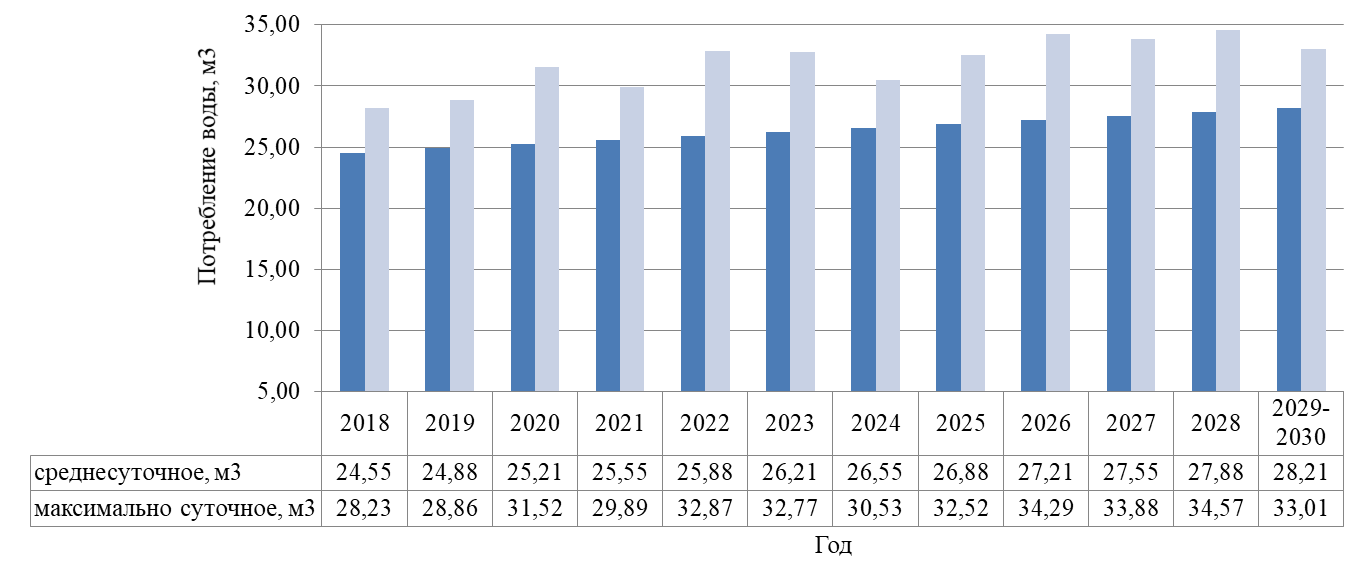 Потребление воды, м3
35,00
30,00
25,00
20,00
15,00
10,00
5,00
2018 2019 2020 2021 2022 2023 2024 2025 2026 2027 2028 2029-
2030
среднесуточное, м3 24,55 24,88 25,21 25,55 25,88 26,21 26,55 26,88 27,21 27,55 27,88 28,21
максимально суточное, м3 28,23 28,86 31,52 29,89 32,87 32,77 30,53 32,52 34,29 33,88 34,57 33,01
Год